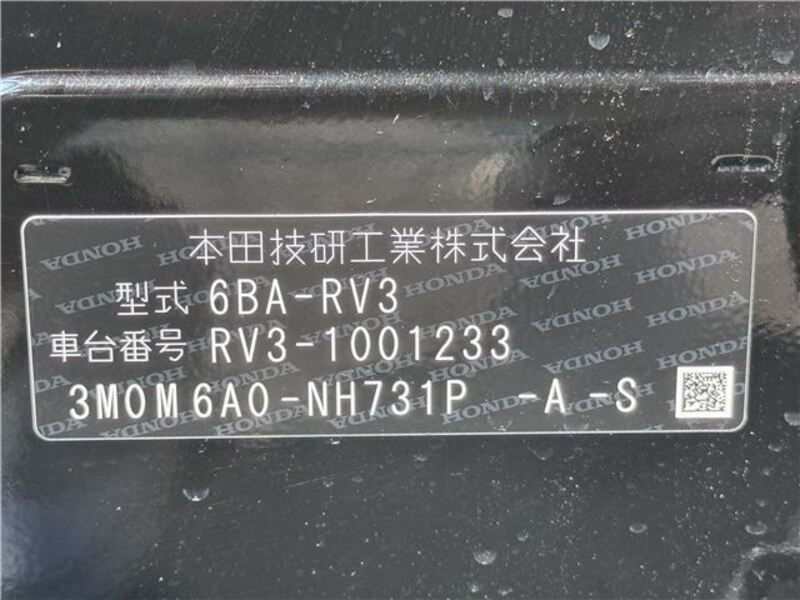 本田技研工業株式会社
型式 6BA-RV3
車台番号 RV3-1001233
3M0M6A0-NH731P -A -S